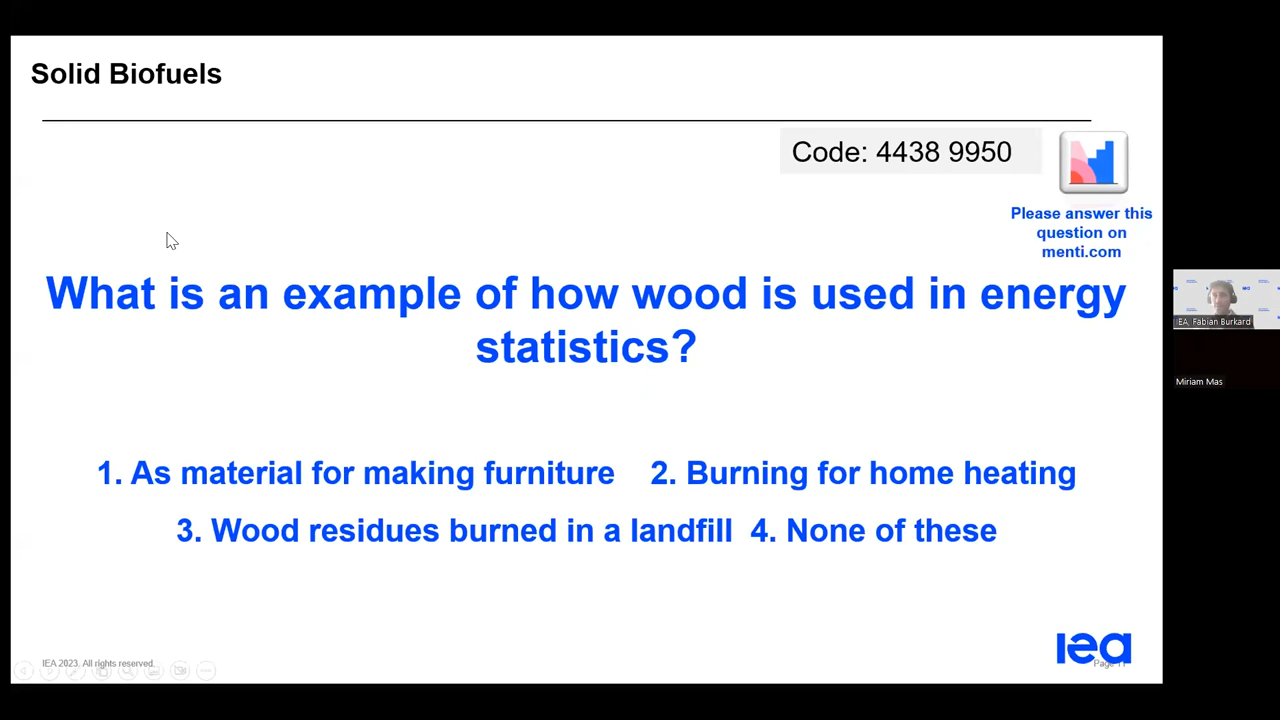 Solid Biofuels
Code: 4438 9950
Please answer this
question on
menti.com
What is an example of how wood is used in energy
statistics?
1. As material for making furniture 2. Burning for home heating
3. Wood residues burned in a landfill 4. None of these
IEA 2023. All rights reserved.
iea
Page 11
IEA, Fabian Burkard
Miriam Mas